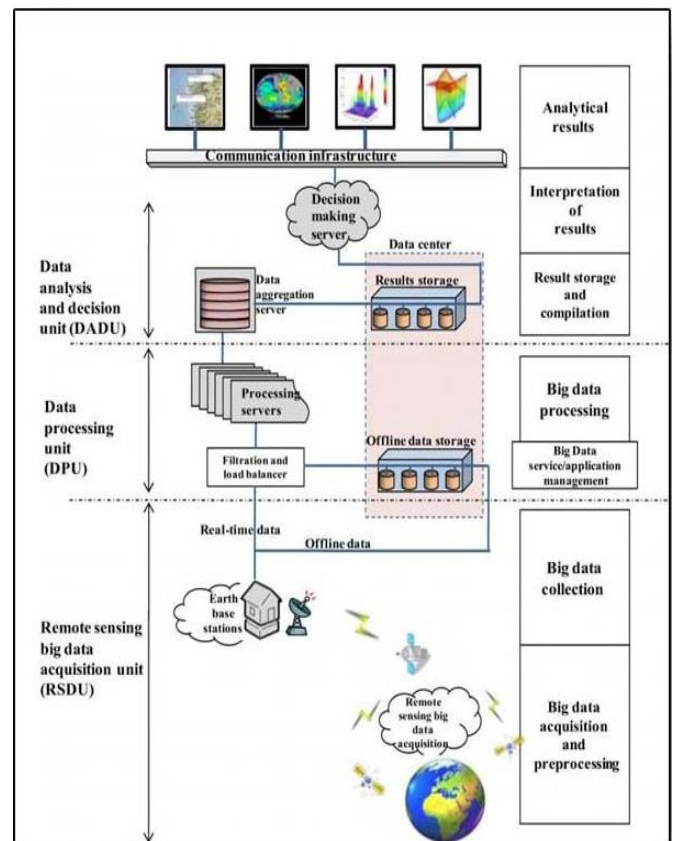 Communication infrastructure
Decision
making
server
Data center
Data
aggregation
server
Results storage
Data
analysis
and decision
unit (DADU)
Processing
servers
Data
processing
unit
(DPU)
Filtration and
load balancer
Offline data storage
Real-time data
Offline data
Earth
base
stations
Remote sensing
big data
acquisition unit
(RSDU)
Remote
sensing big
data
acquisition
Analytical
results
Interpretation
of
results
Result storage
and
compilation
Big data
processing
Big Data
service/application
management
Big data
collection
Big data
acquisition
and
preprocessing